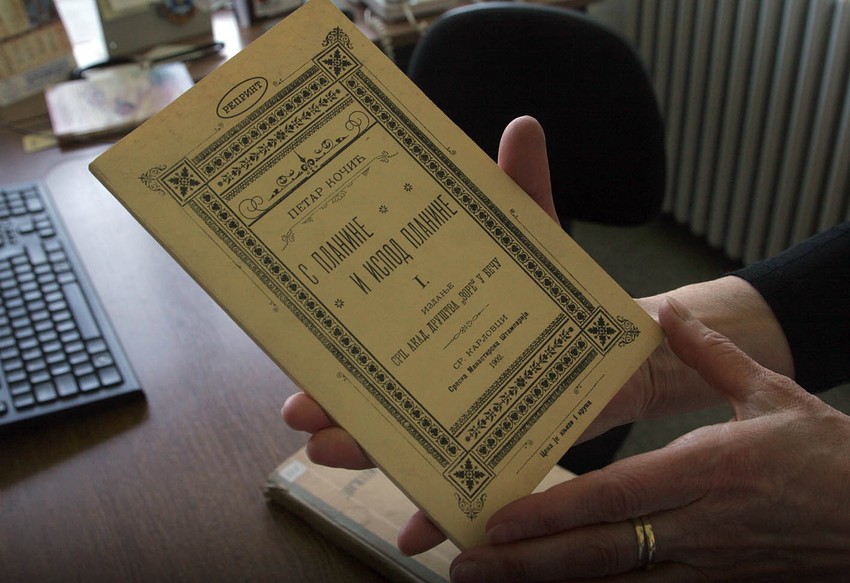 РЕПРИНТ
ПЕТАР КОЧИЋ
С ПЛАНИНЕ
И ИСПОД ПЛАНИНЕ
I.
ИЗДАЊЕ
СРП. АКАД. ДРУШТВА „ЗОРЕ“ У БЕЧУ
СР. КАРЛОВЦИ
Српска Манастирска Штампарија
1902.
Цена је књизи 1 круна